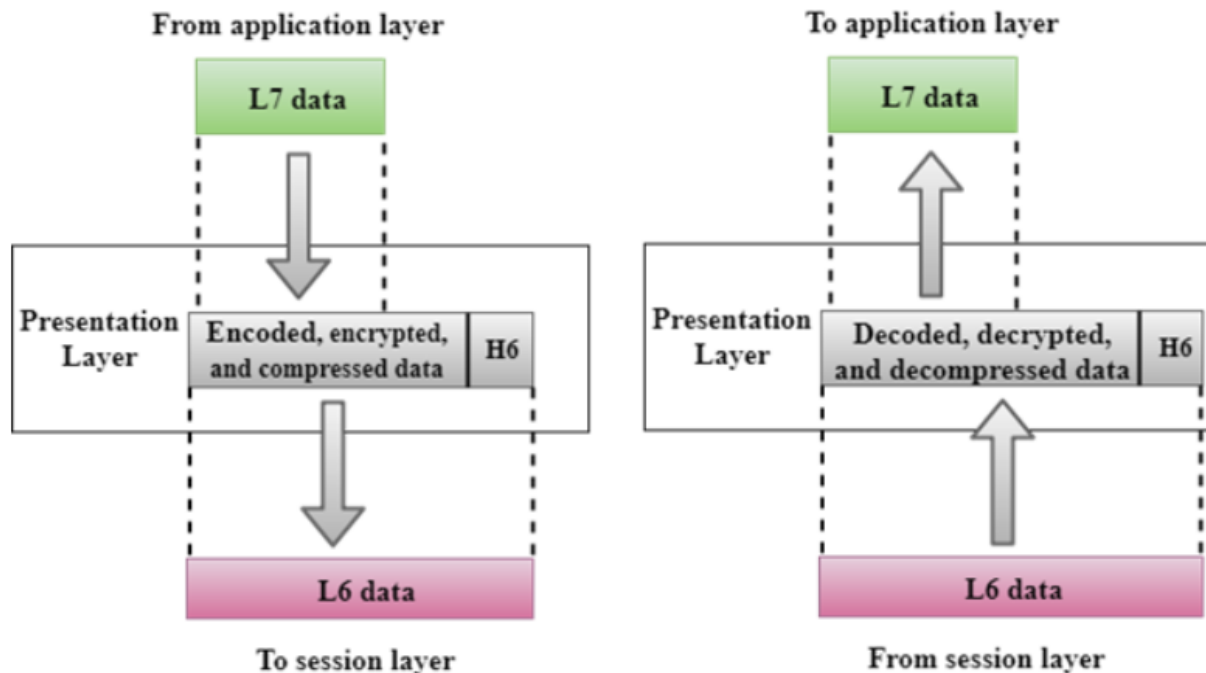 From application layer
L7 data
Presentation
Layer
Encoded, encrypted,
and compressed data
H6
L6 data
To session layer
To application layer
L7 data
Presentation
Layer
Decoded, decrypted,
and decompressed data
H6
L6 data
From session layer